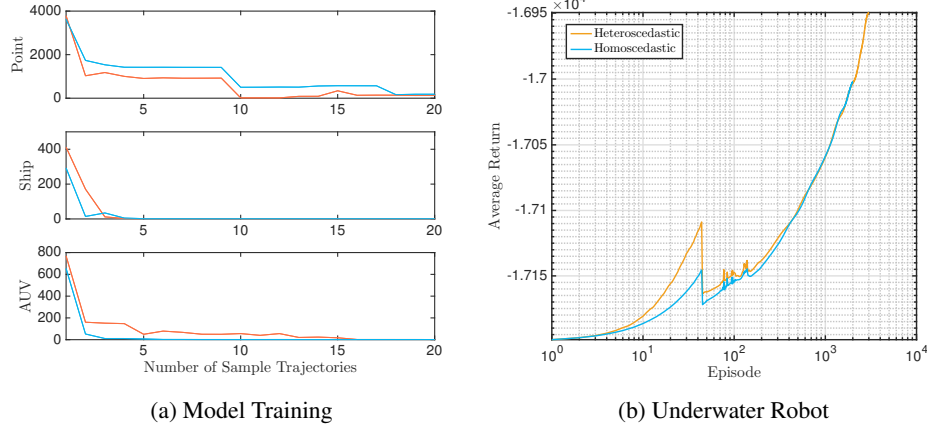 4000
2000
0
Point
5 10 15 20
400
200
0
Ship
5 10 15 20
800
600
400
200
0
AUV
5 10 15 20
Number of Sample Trajectories
(a) Model Training
-1.695
-1.7
-1.705
-1.71
-1.715
Average Return
Heteroscedastic
Homoscedastic
10^0 10^1 10^2 10^3 10^4
Episode
(b) Underwater Robot